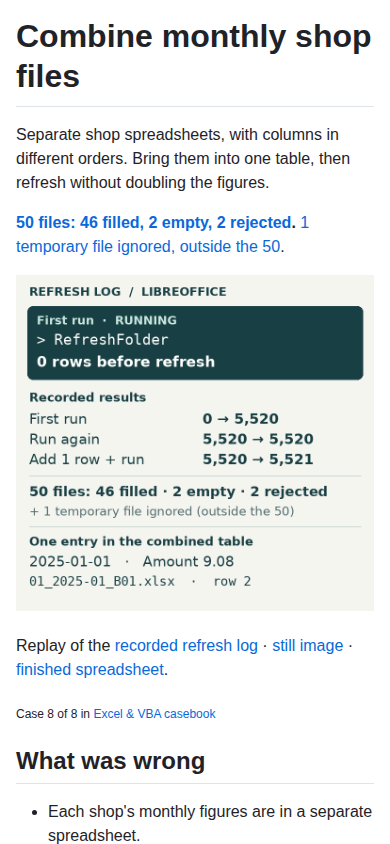 Combine monthly shop
files
Separate shop spreadsheets, with columns in
different orders. Bring them into one table, then
refresh without doubling the figures.
50 files: 46 filled, 2 empty, 2 rejected. 1
temporary file ignored, outside the 50.
REFRESH LOG / LIBREOFFICE
First run · RUNNING
> RefreshFolder
0 rows before refresh
Recorded results
First run 0 → 5,520
Run again 5,520 → 5,520
Add 1 row + run 5,520 → 5,521
50 files: 46 filled · 2 empty · 2 rejected
+ 1 temporary file ignored (outside the 50)
One entry in the combined table
2025-01-01 · Amount 9.08
01_2025-01_B01.xlsx · row 2
Replay of the recorded refresh log · still image ·
finished spreadsheet.
Case 8 of 8 in Excel & VBA casebook
What was wrong
• Each shop's monthly figures are in a separate
spreadsheet.